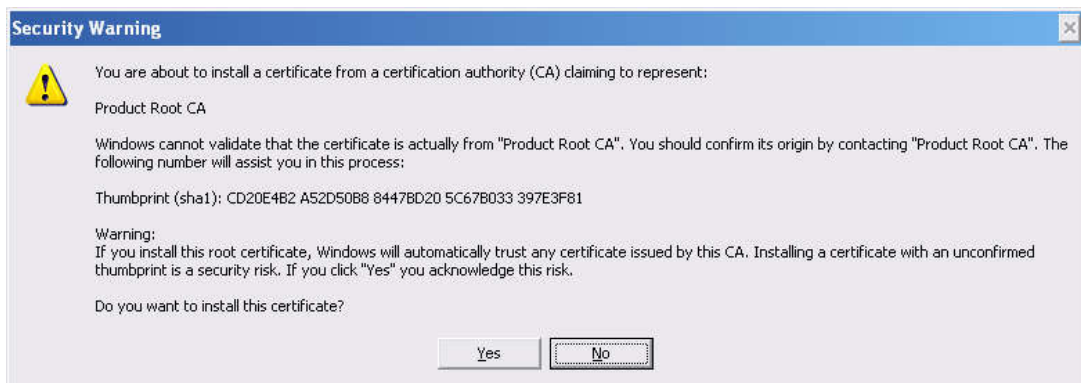 Security Warning
You are about to install a certificate from a certification authority (CA) claiming to represent:
Product Root CA
Windows cannot validate that the certificate is actually from "Product Root CA". You should confirm its origin by contacting "Product Root CA". The
following number will assist you in this process:
Thumbprint (sha1): CD20E4B2 A52D50B8 8447BD20 5C67B033 397E3F81
Warning:
If you install this root certificate, Windows will automatically trust any certificate issued by this CA. Installing a certificate with an unconfirmed
thumbprint is a security risk. If you click "Yes" you acknowledge this risk.
Do you want to install this certificate?
Yes No